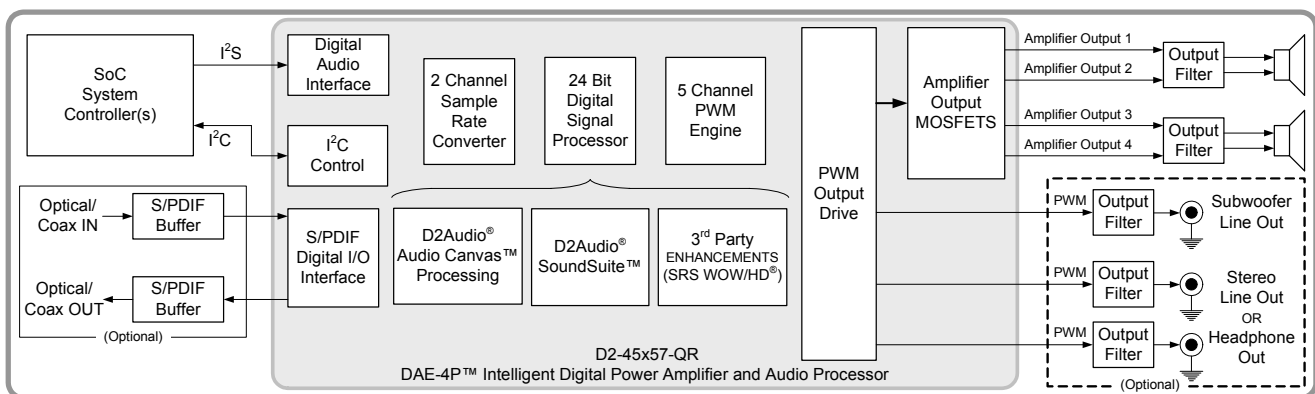 SoC
System
Controller(s)
I²S
I²C
Digital
Audio
Interface
I²C
Control
2 Channel
Sample
Rate
Converter
24 Bit
Digital
Signal
Processor
5 Channel
PWM
Engine
PWM
Output
Drive
Amplifier
Output
MOSFETS
Amplifier Output 1
Amplifier Output 2
Amplifier Output 3
Amplifier Output 4
Output
Filter
Output
Filter
Optical/
Coax IN
S/PDIF
Buffer
Optical/
Coax OUT
S/PDIF
Buffer
(Optional)
S/PDIF
Digital I/O
Interface
D2Audio®
Audio Canvas™
Processing
D2Audio®
SoundSuite™
3rd Party
ENHANCEMENTS
(SRS WOW/HD®)
PWM
Output
Filter
Subwoofer
Line Out
PWM
Output
Filter
Stereo
Line Out
OR
Headphone
Out
PWM
Output
Filter
(Optional)
D2-45x57-QR
DAE-4P™ Intelligent Digital Power Amplifier and Audio Processor